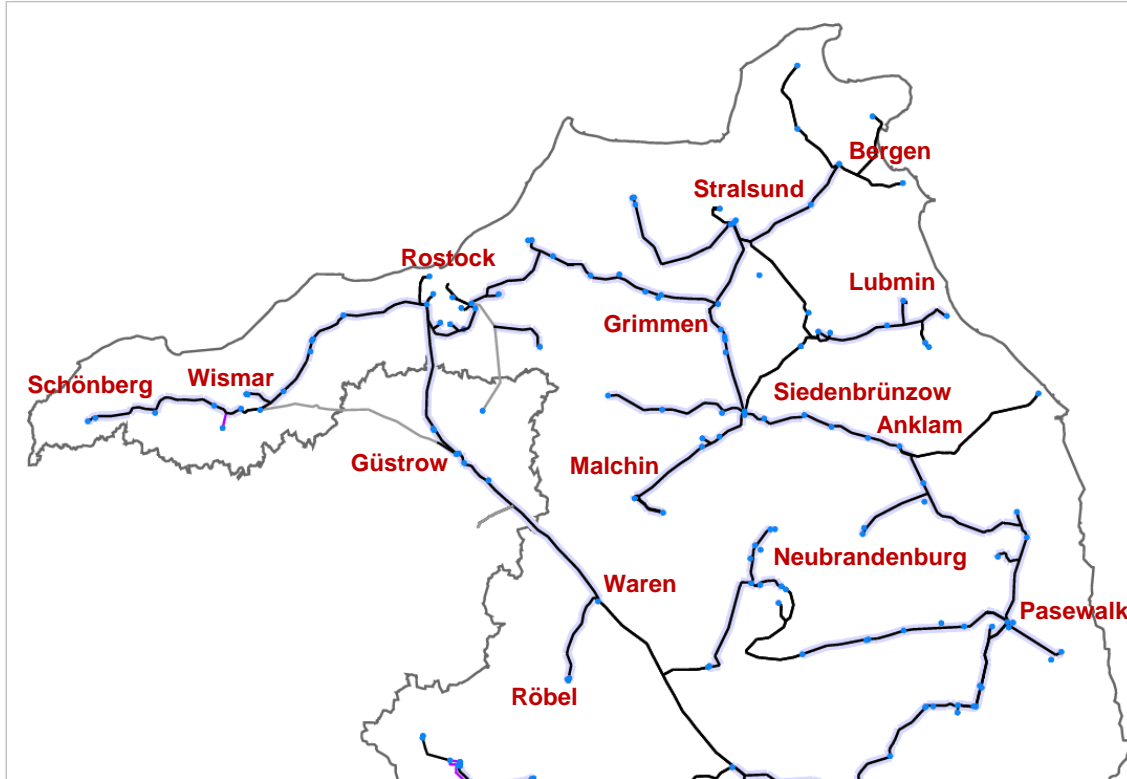 Bergen
Stralsund
Rostock
Lubmin
Grimmen
Schönberg
Wismar
Siedenbrünzow
Anklam
Güstrow
Malchin
Neubrandenburg
Waren
Pasewalk
Röbel